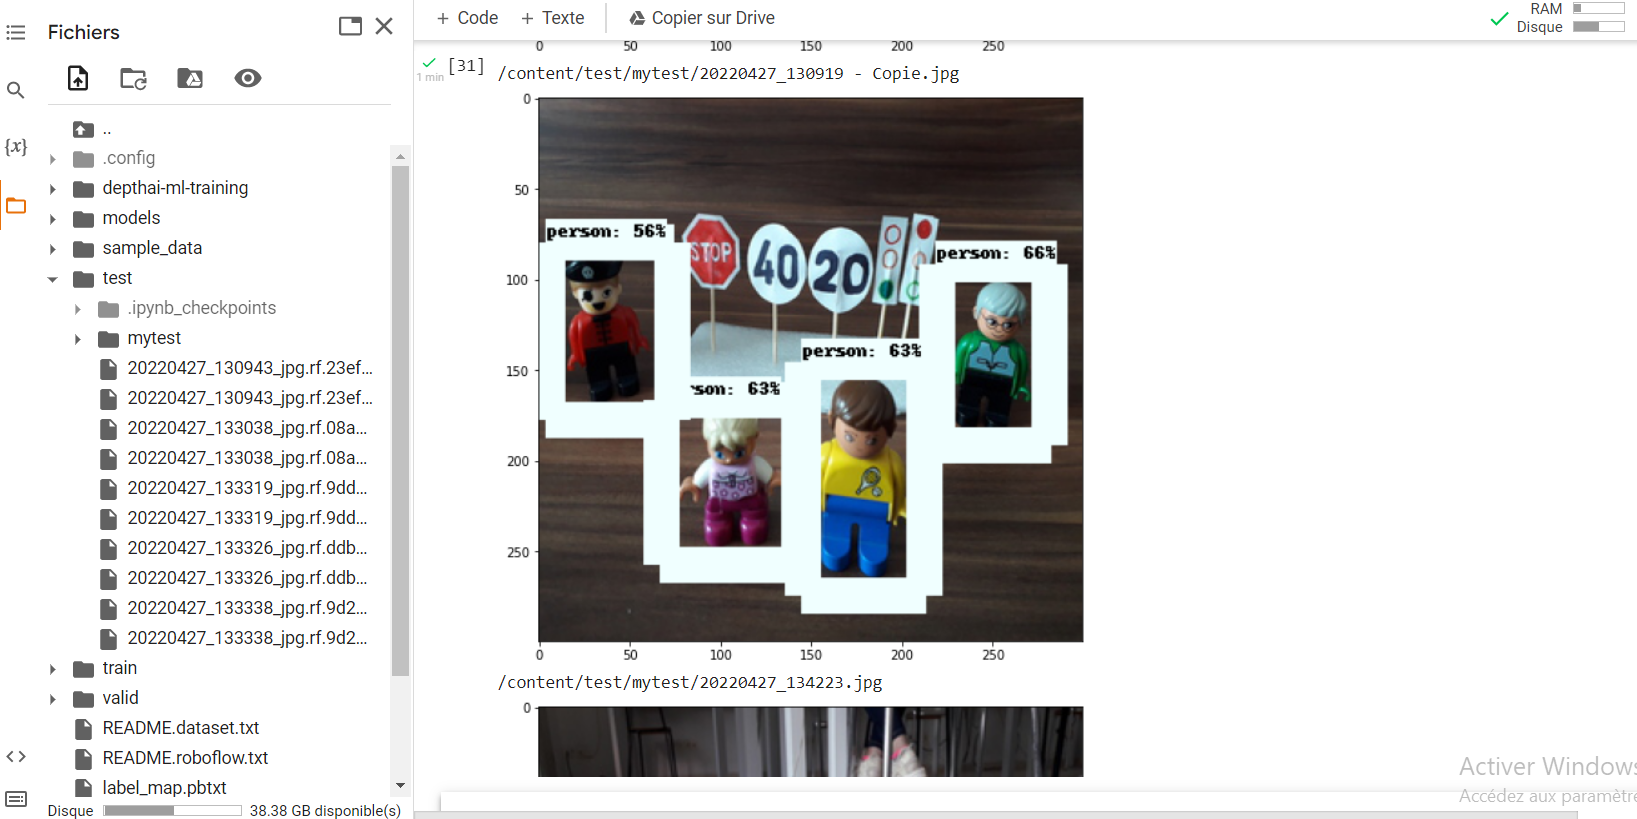 Fichiers
..
.config
depthai-ml-training
models
sample_data
test
.ipynb_checkpoints
mytest
20220427_130943_jpg.rf.23ef...
20220427_130943_jpg.rf.23ef...
20220427_133038_jpg.rf.08a...
20220427_133038_jpg.rf.08a...
20220427_133319_jpg.rf.9dd...
20220427_133319_jpg.rf.9dd...
20220427_133326_jpg.rf.ddb...
20220427_133326_jpg.rf.ddb...
20220427_133338_jpg.rf.9d2...
20220427_133338_jpg.rf.9d2...
train
valid
README.dataset.txt
README.roboflow.txt
label_map.pbtxt
Disque 38.38 GB disponible(s)
{x}
+ Code + Texte Copier sur Drive
RAM
Disque
0 50 100 150 200 250
1 min
[31]
/content/test/mytest/20220427_130919 - Copie.jpg
0
50
100
150
200
250
person: 56%
STOP
40
20
person: 66%
person: 63%
son: 63%
0 50 100 150 200 250
/content/test/mytest/20220427_134223.jpg
0
Activer Windows
Accédez aux paramètre